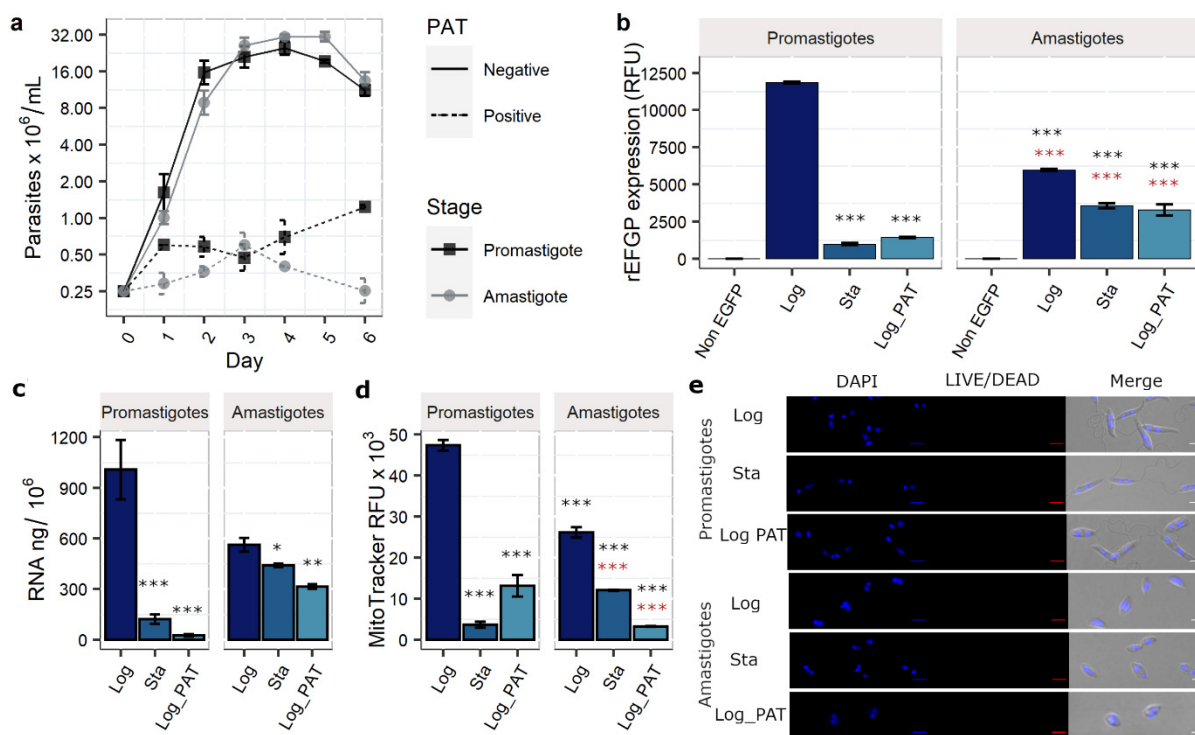 a
Parasites x 10⁶/mL
32.00
16.00
8.00
4.00
2.00
1.00
0.50
0.25
0
1
2
3
4
5
6
Day
PAT
Negative
Positive
Stage
Promastigote
Amastigote
b
rEFGP expression (RFU)
Promastigotes
Amastigotes
12500
10000
7500
5000
2500
0
***
***
***
***
***
***
***
***
Non EGFP
Log
Sta
Log_PAT
Non EGFP
Log
Sta
Log_PAT
c
RNA ng/ 10⁶
Promastigotes
Amastigotes
1200
900
600
300
0
***
***
*
**
Log
Sta
Log_PAT
Log
Sta
Log_PAT
d
MitoTracker RFU x 10³
Promastigotes
Amastigotes
50
40
30
20
10
0
***
***
***
***
***
***
***
Log
Sta
Log_PAT
Log
Sta
Log_PAT
e
DAPI
LIVE/DEAD
Merge
Promastigotes
Log
Sta
Log PAT
Amastigotes
Log
Sta
Log_PAT